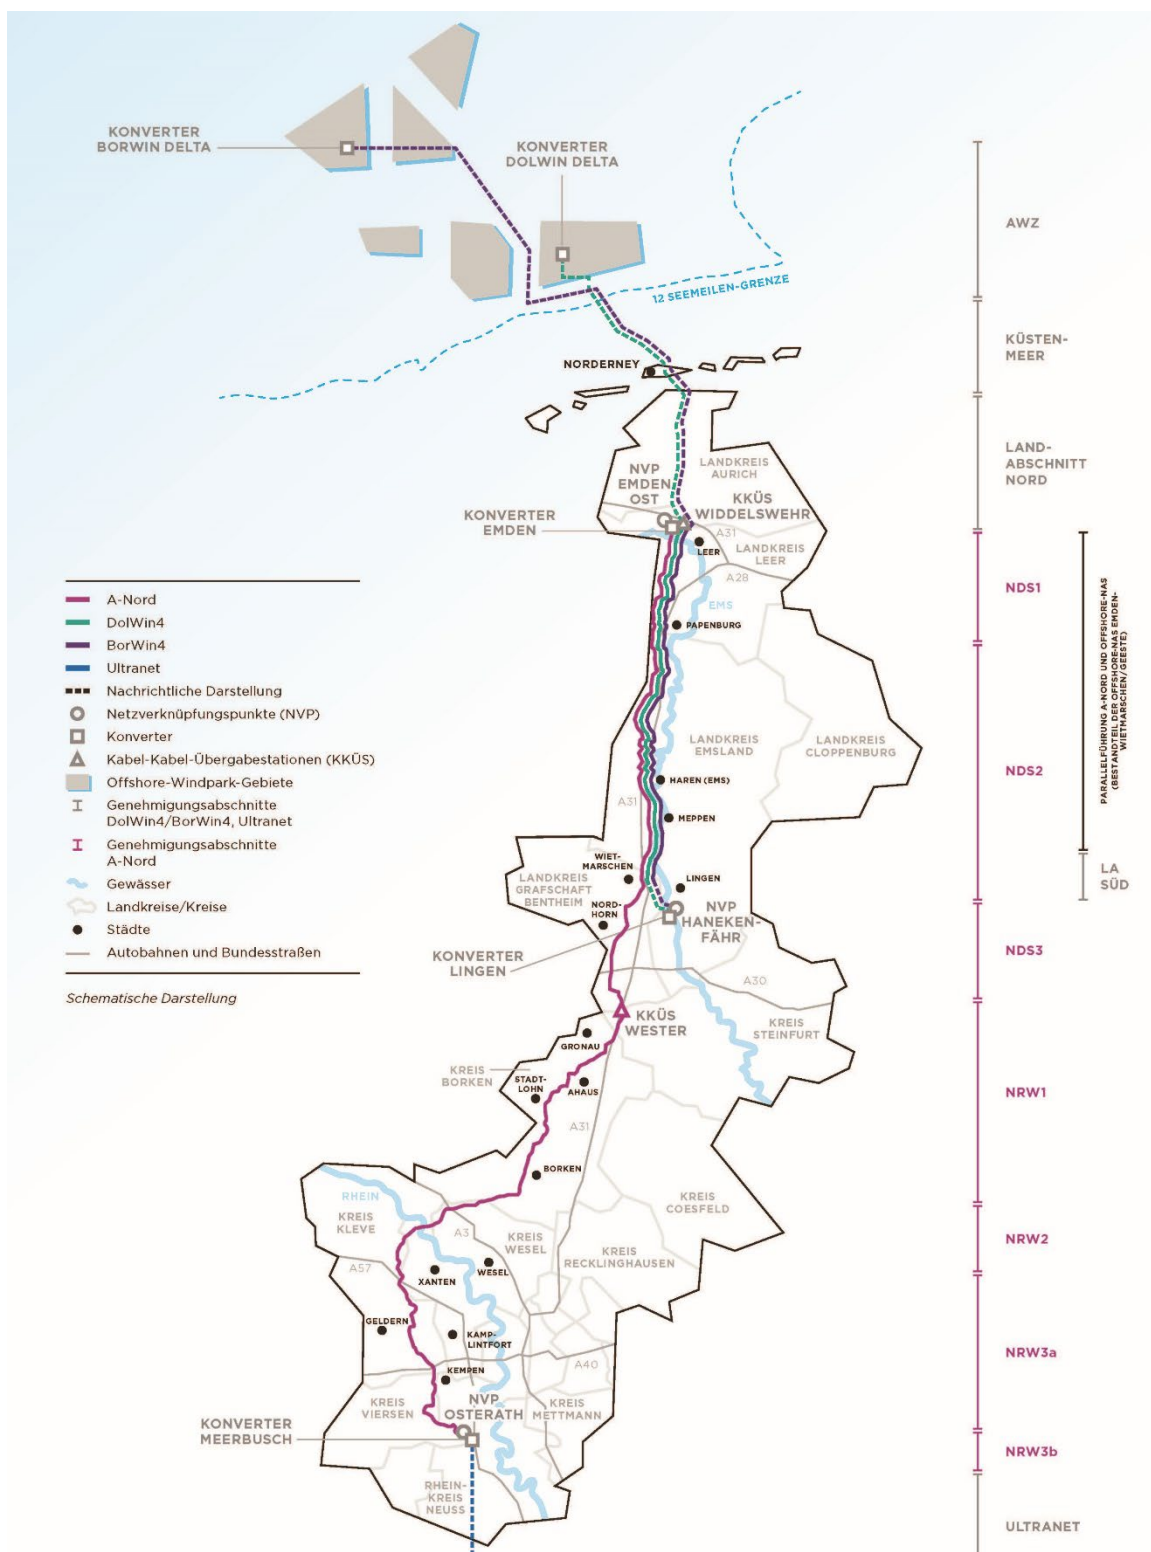 KONVERTER
BORWIN DELTA
KONVERTER
DOLWIN DELTA
AWZ
12 SEEMEILEN-GRENZE
KÜSTEN-
MEER
NORDERNEY
LAND-
ABSCHNITT
NORD
LANDKREIS
AURICH
NVP
EMDEN
OST
KKÜS
WIDDELSWEHR
KONVERTER
EMDEN
A31
LEER
LANDKREIS
LEER
A28
NDS1
EMS
PAPENBURG
PARALLELFÜHRUNG A-NORD UND OFFSHORE-NAS
(BESTANDTEIL DER OFFSHORE-NAS EMDEN-
WIETMARSCHEN/GEESTE)
A-Nord
DolWin4
BorWin4
Ultranet
Nachrichtliche Darstellung
Netzverknüpfungspunkte (NVP)
Konverter
Kabel-Kabel-Übergabestationen (KKÜS)
Offshore-Windpark-Gebiete
Genehmigungsabschnitte
DolWin4/BorWin4, Ultranet
Genehmigungsabschnitte
A-Nord
Gewässer
Landkreise/Kreise
Städte
Autobahnen und Bundesstraßen
Schematische Darstellung
LANDKREIS
EMSLAND
LANDKREIS
CLOPPENBURG
NDS2
HAREN (EMS)
A31
MEPPEN
WIET-
MARSCHEN
LANDKREIS
GRAFSCHAFT
BENTHEIM
LINGEN
LA
SÜD
NORD-
HORN
NVP
HANEKEN-
FÄHR
KONVERTER
LINGEN
NDS3
A30
KKÜS
WESTER
KREIS
STEINFURT
GRONAU
KREIS
BORKEN
STADT-
LOHN
AHAUS
NRW1
A31
BORKEN
RHEIN
KREIS
KLEVE
KREIS
COESFELD
A3
KREIS
WESEL
KREIS
RECKLINGHAUSEN
NRW2
A57
XANTEN
WESEL
GELDERN
KAMP-
LINTFORT
NRW3a
A40
KEMPEN
KREIS
VIERSEN
NVP
OSTERATH
KREIS
METTMANN
KONVERTER
MEERBUSCH
NRW3b
RHEIN-
KREIS
NEUSS
ULTRANET